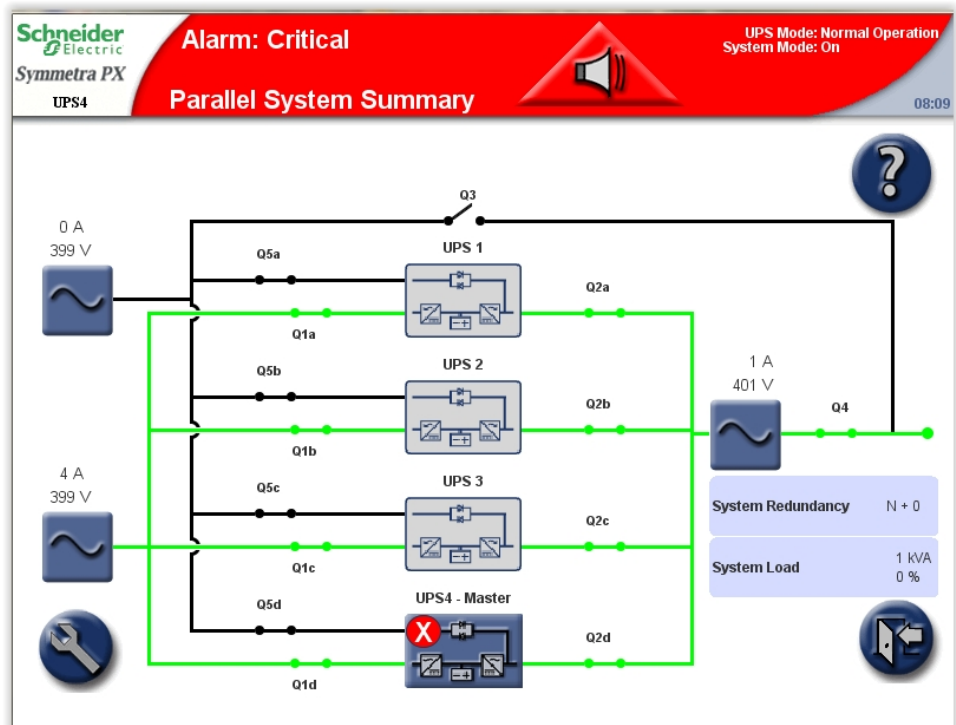 Schneider
Electric
Symmetra PX
UPS4
Alarm: Critical
Parallel System Summary
UPS Mode: Normal Operation
System Mode: On
08:09
?
Q3
0 A
399 V
Q5a
UPS 1
Q2a
Q1a
Q5b
UPS 2
Q2b
Q1b
1 A
401 V
Q4
4 A
399 V
Q5c
UPS 3
Q2c
Q1c
System Redundancy N + 0
System Load 1 kVA
0 %
Q5d
UPS4 - Master
X
Q2d
Q1d